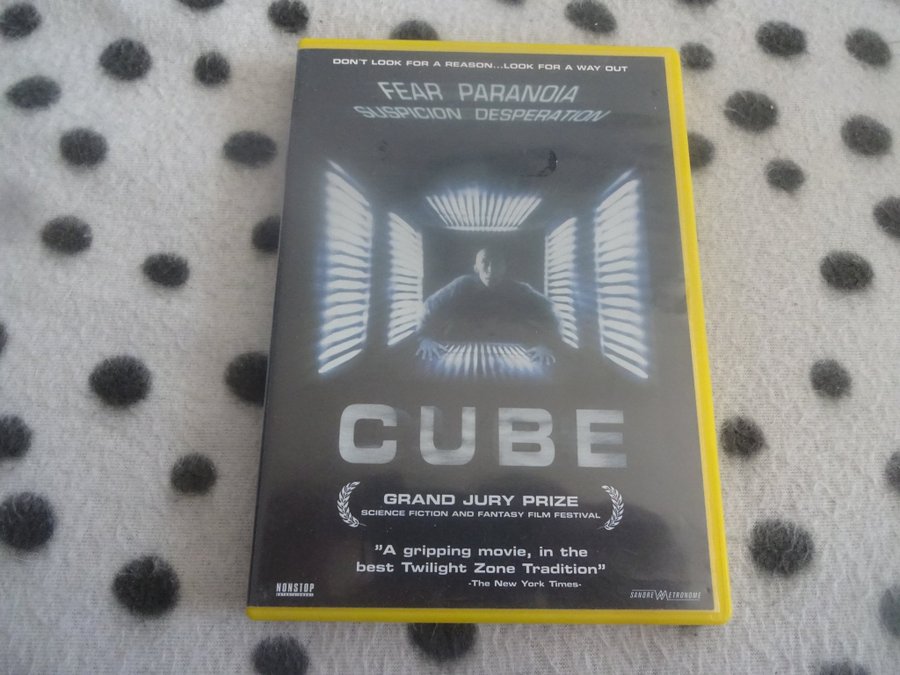 DON'T LOOK FOR A REASON...LOOK FOR A WAY OUT
FEAR PARANOIA
SUSPICION DESPERATION
CUBE
GRAND JURY PRIZE
SCIENCE FICTION AND FANTASY FILM FESTIVAL
"A gripping movie, in the
best Twilight Zone Tradition"
-The New York Times-
NONSTOP
ENTERTAINMENT
SANDREW METRONOME